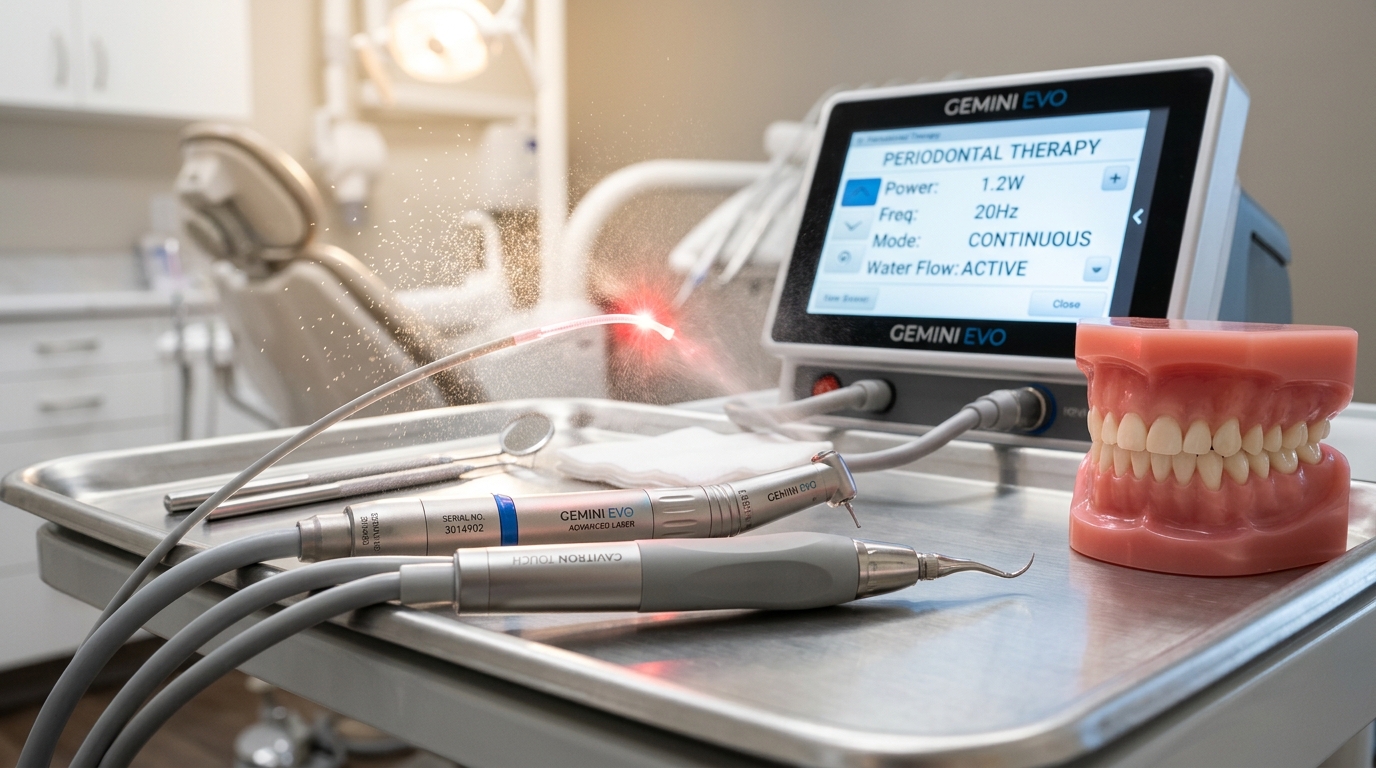 GEMINI EVO
PERIODONTAL THERAPY
Power: 1.2W
Freq: 20Hz
Mode: CONTINUOUS
Water Flow: ACTIVE
Close
GEMINI EVO
SERIAL NO.
3014902
GEMINI EVO
ADVANCED LASER
GEMINI EVO
CAVITRON TOUCH